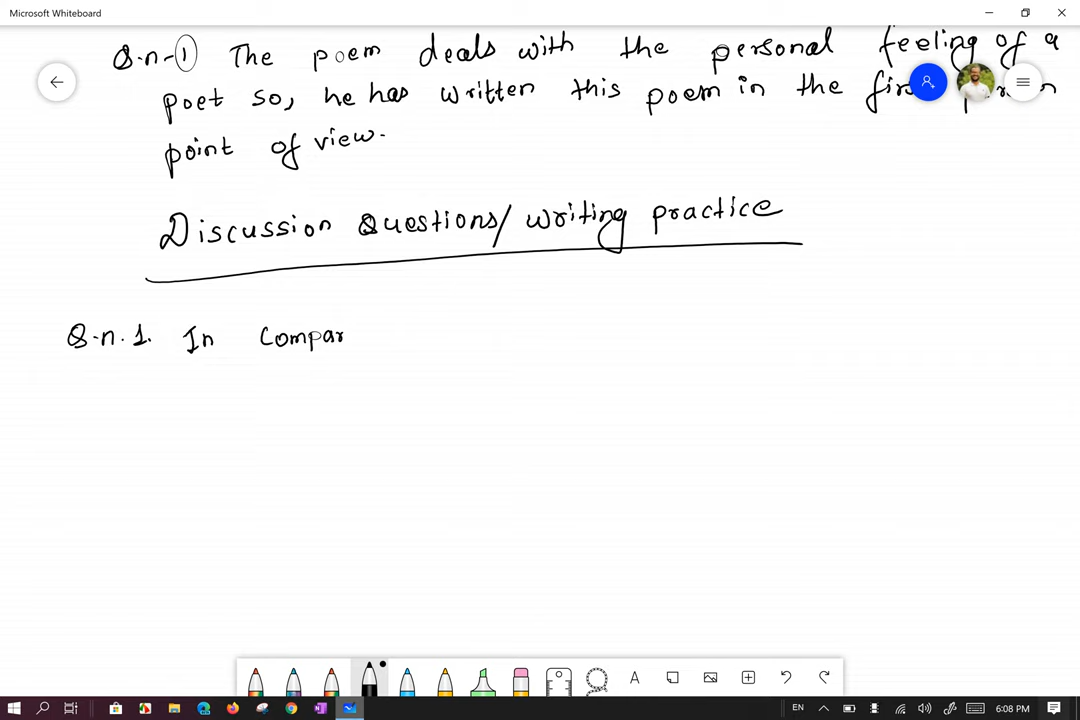 Microsoft Whiteboard
Q.n-① The poem deals with the personal feeling of a
poet so, he has written this poem in the
point of view.
Discussion Questions/writing practice
Q.n.1. In Compar
A
EN
6:08 PM